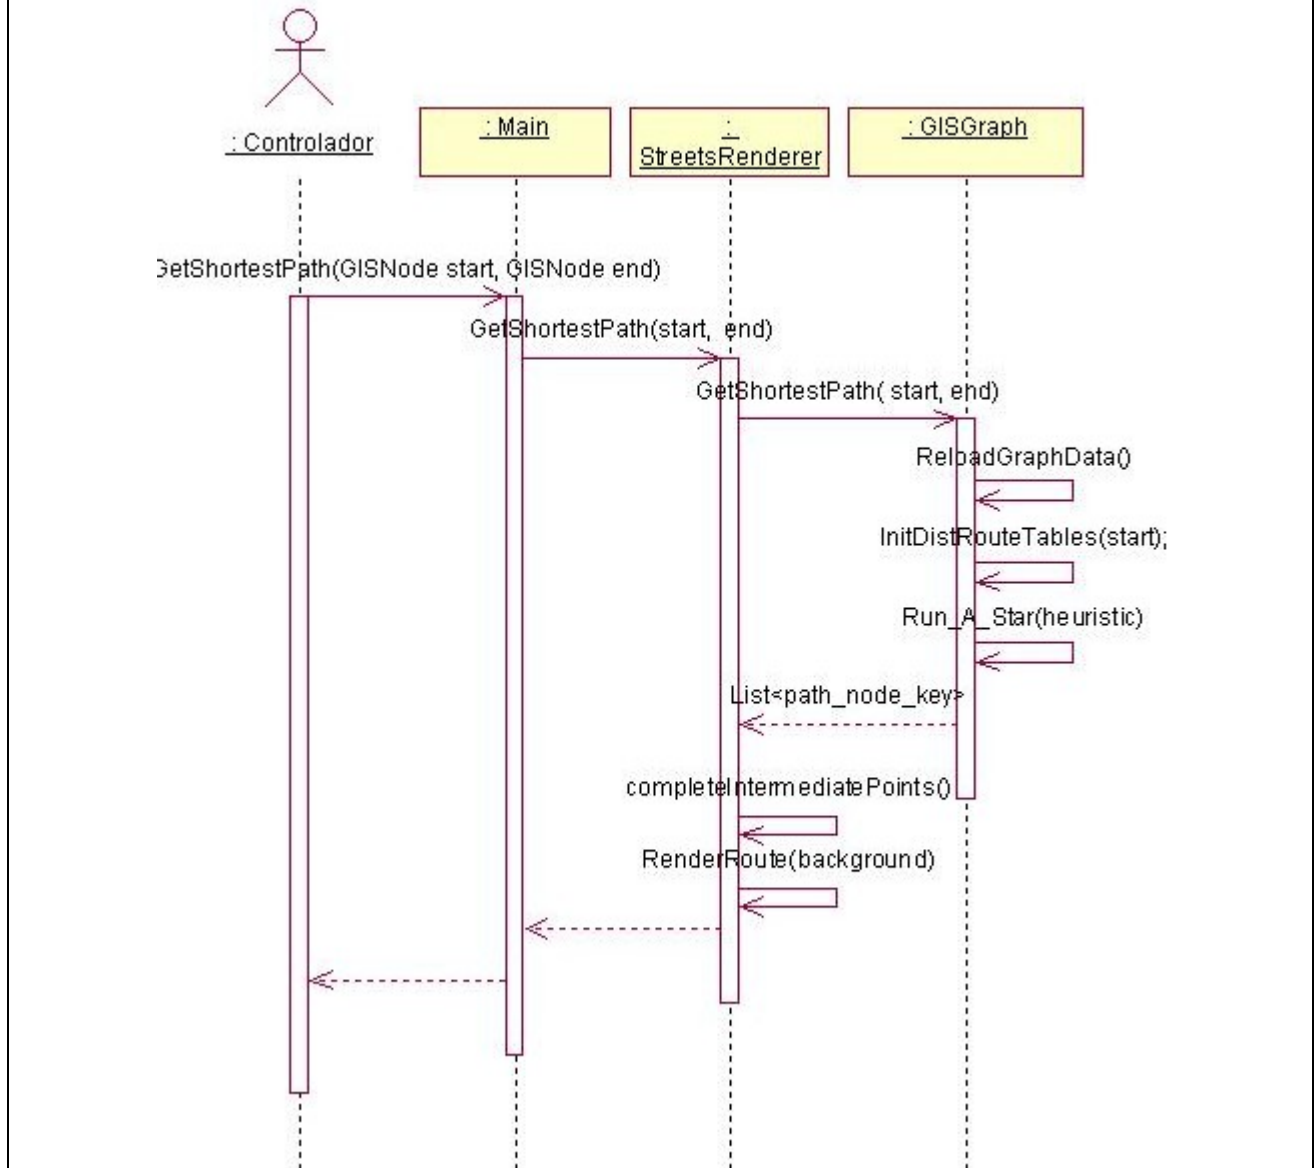 : Controlador
: Main
:
StreetsRenderer
: GISGraph
GetShortestPath(GISNode start, GISNode end)
GetShortestPath(start, end)
GetShortestPath( start, end)
ReloadGraphData()
InitDistRouteTables(start);
Run_A_Star(heuristic)
List<path_node_key>
completeIntermediatePoints()
RenderRoute(background)